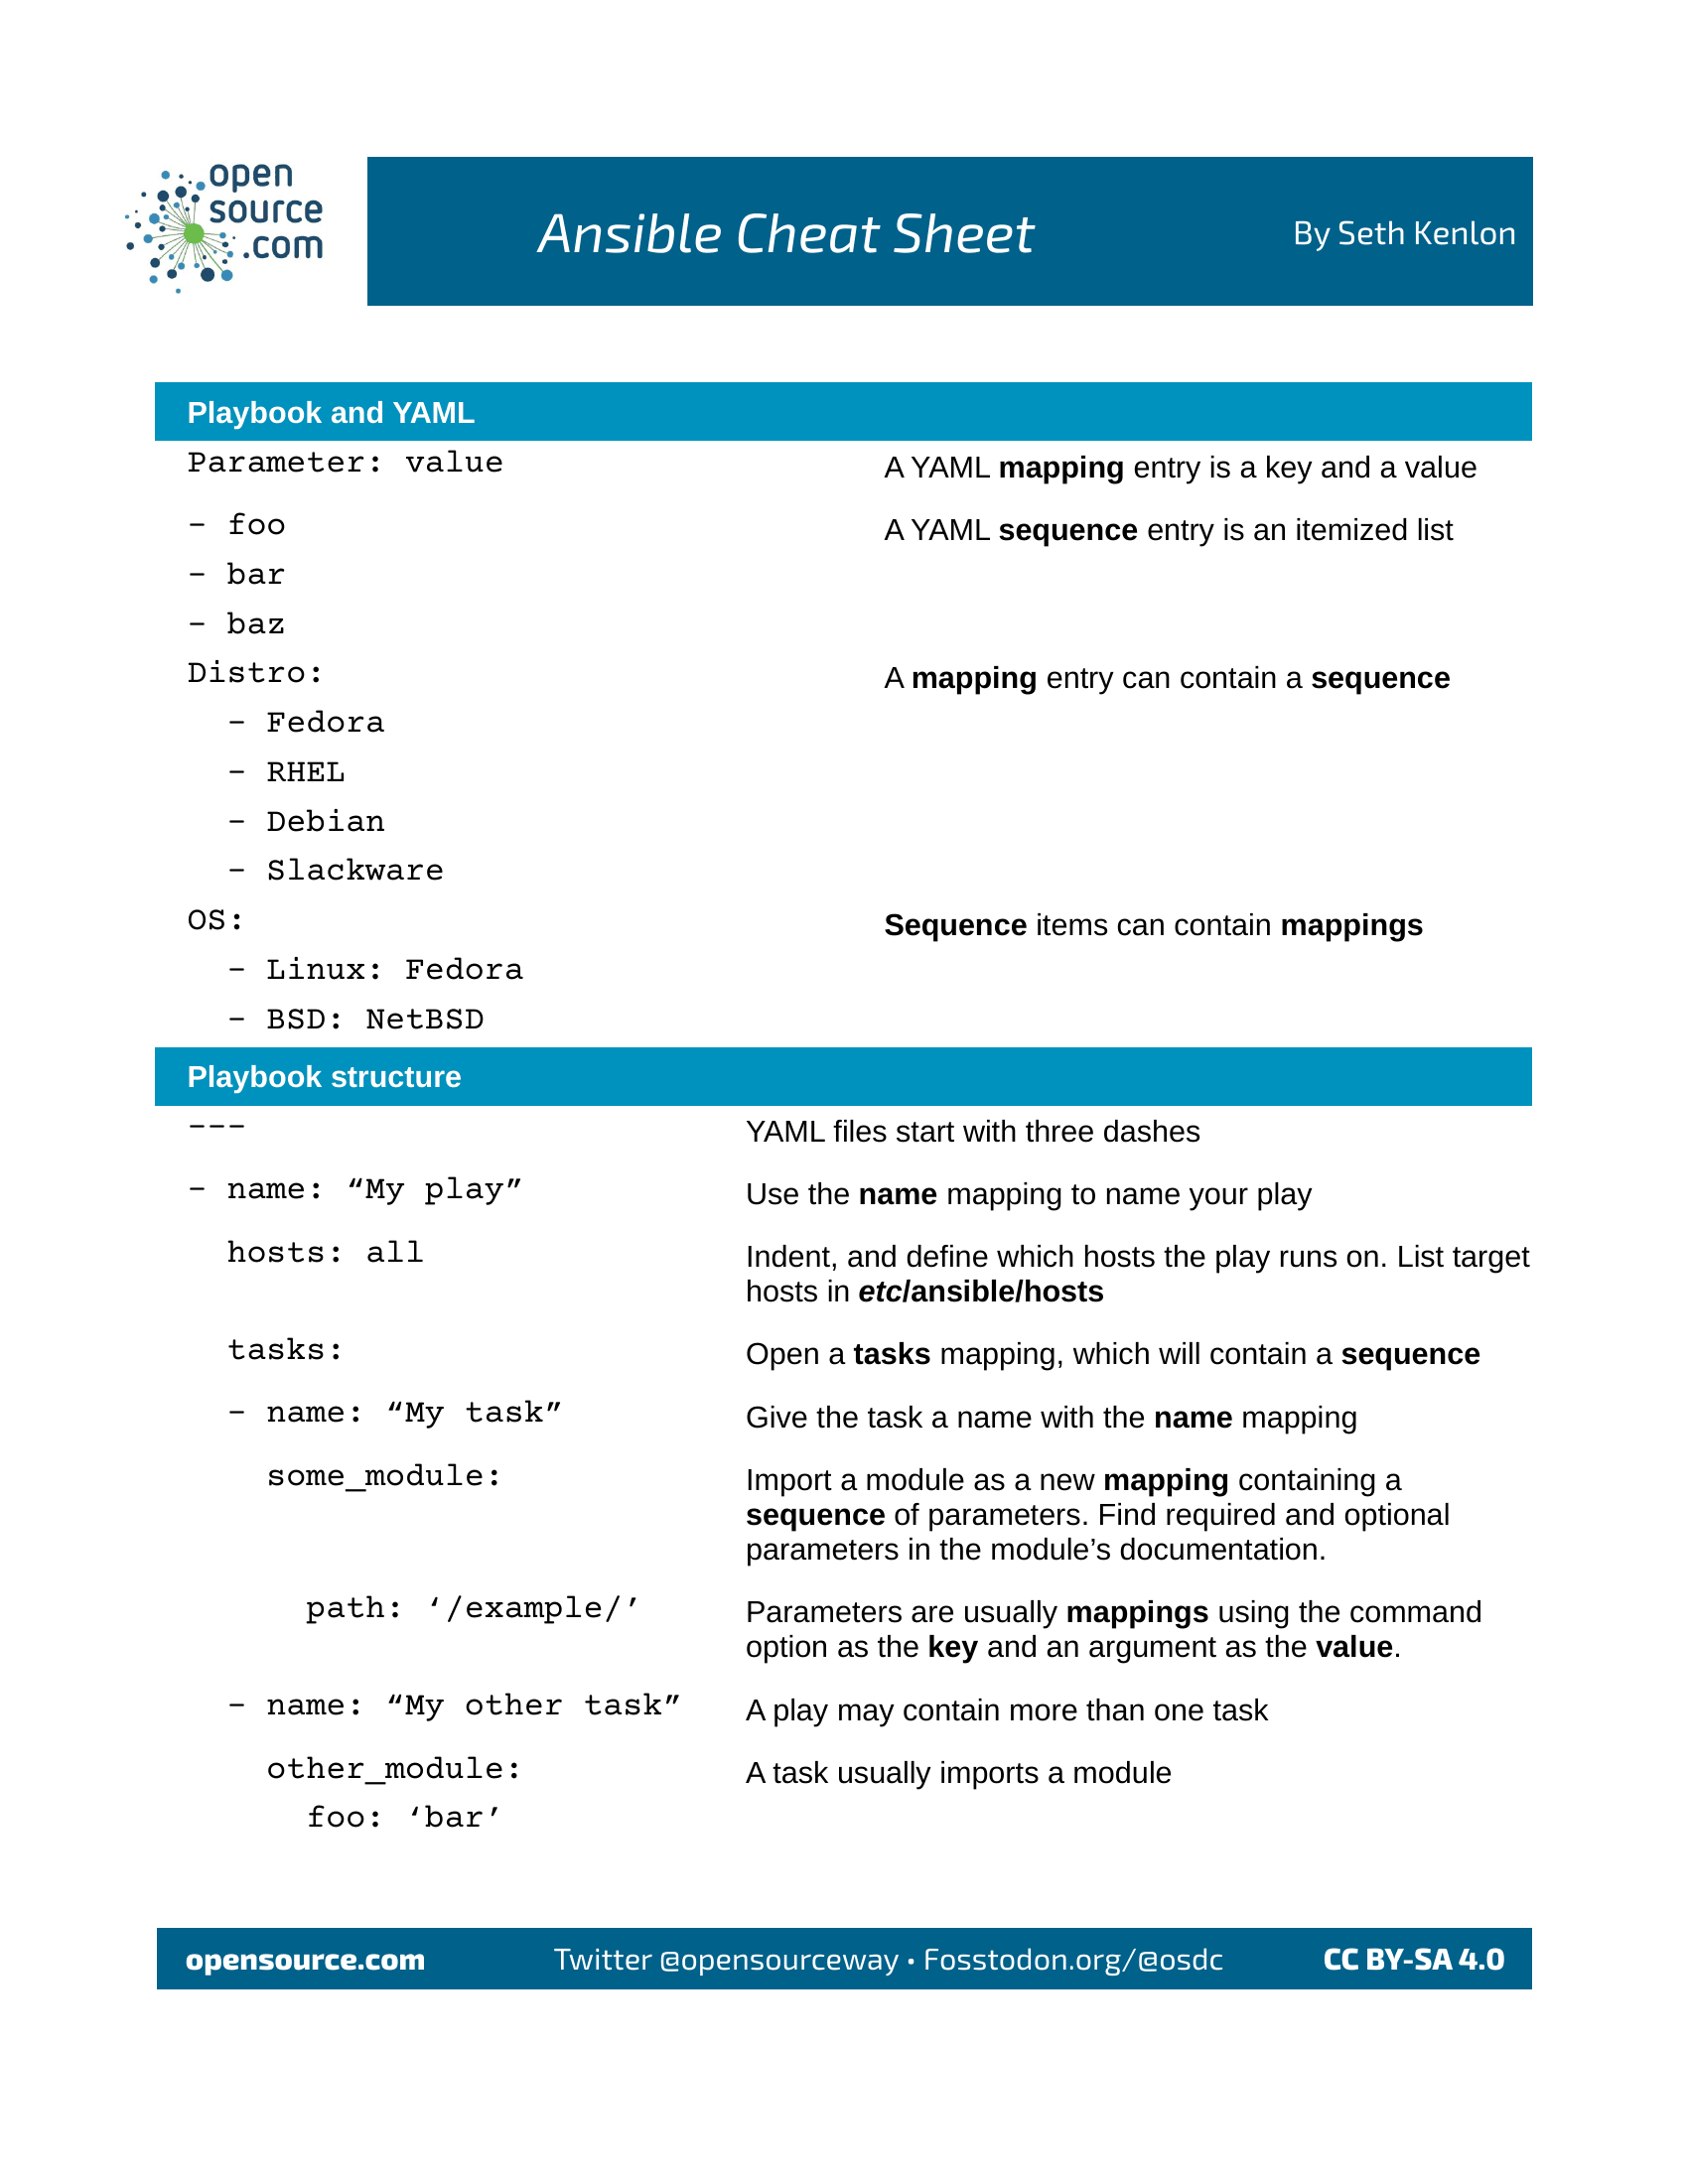 open
source
.com
Ansible Cheat Sheet
By Seth Kenlon
Playbook and YAML
Parameter: value
A YAML mapping entry is a key and a value
- foo
A YAML sequence entry is an itemized list
- bar
- baz
Distro:
A mapping entry can contain a sequence
- Fedora
- RHEL
- Debian
- Slackware
OS:
Sequence items can contain mappings
- Linux: Fedora
- BSD: NetBSD
Playbook structure
---
YAML files start with three dashes
- name: “My play”
Use the name mapping to name your play
hosts: all
Indent, and define which hosts the play runs on. List target
hosts in etc/ansible/hosts
tasks:
Open a tasks mapping, which will contain a sequence
- name: “My task”
Give the task a name with the name mapping
some_module:
Import a module as a new mapping containing a
sequence of parameters. Find required and optional
parameters in the module’s documentation.
path: ‘/example/’
Parameters are usually mappings using the command
option as the key and an argument as the value.
- name: “My other task”
A play may contain more than one task
other_module:
A task usually imports a module
foo: ‘bar’
opensource.com
Twitter @opensourceway • Fosstodon.org/@osdc
CC BY-SA 4.0